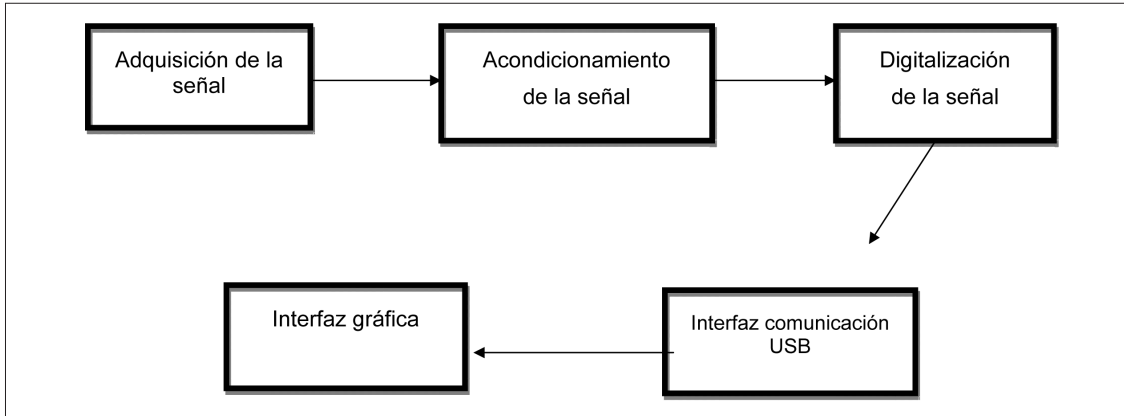 Adquisición de la
señal
Acondicionamiento
de la señal
Digitalización
de la señal
Interfaz comunicación
USB
Interfaz gráfica